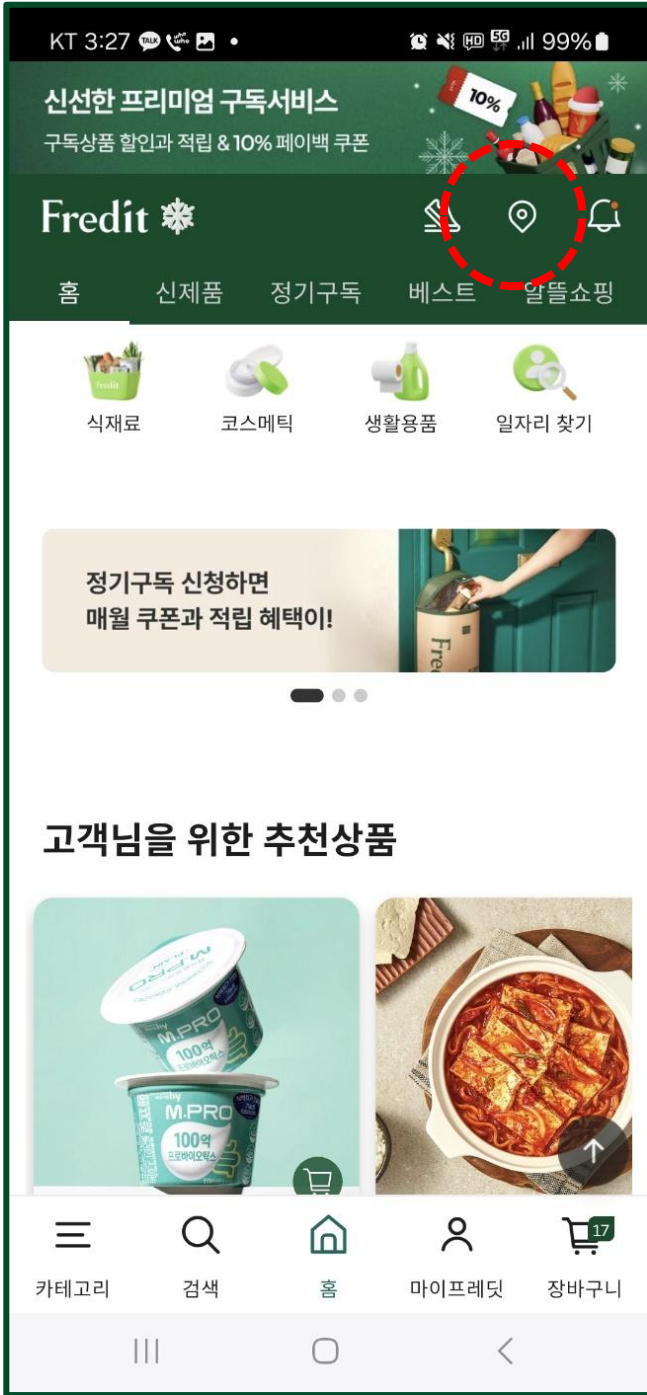 KT 3:27
99%
신선한 프리미엄 구독서비스
구독상품 할인과 적립 & 10% 페이백 쿠폰
10%
Fredit
홈 신제품 정기구독 베스트 알뜰쇼핑
Fredit
식재료 코스메틱 생활용품 일자리 찾기
정기구독 신청하면
매월 쿠폰과 적립 혜택이!
Fre
고객님을 위한 추천상품
M.PRO
100억
프로바이오틱스
hy
M.PRO
100억
프로바이오틱스
17
카테고리 검색 홈 마이프레딧 장바구니